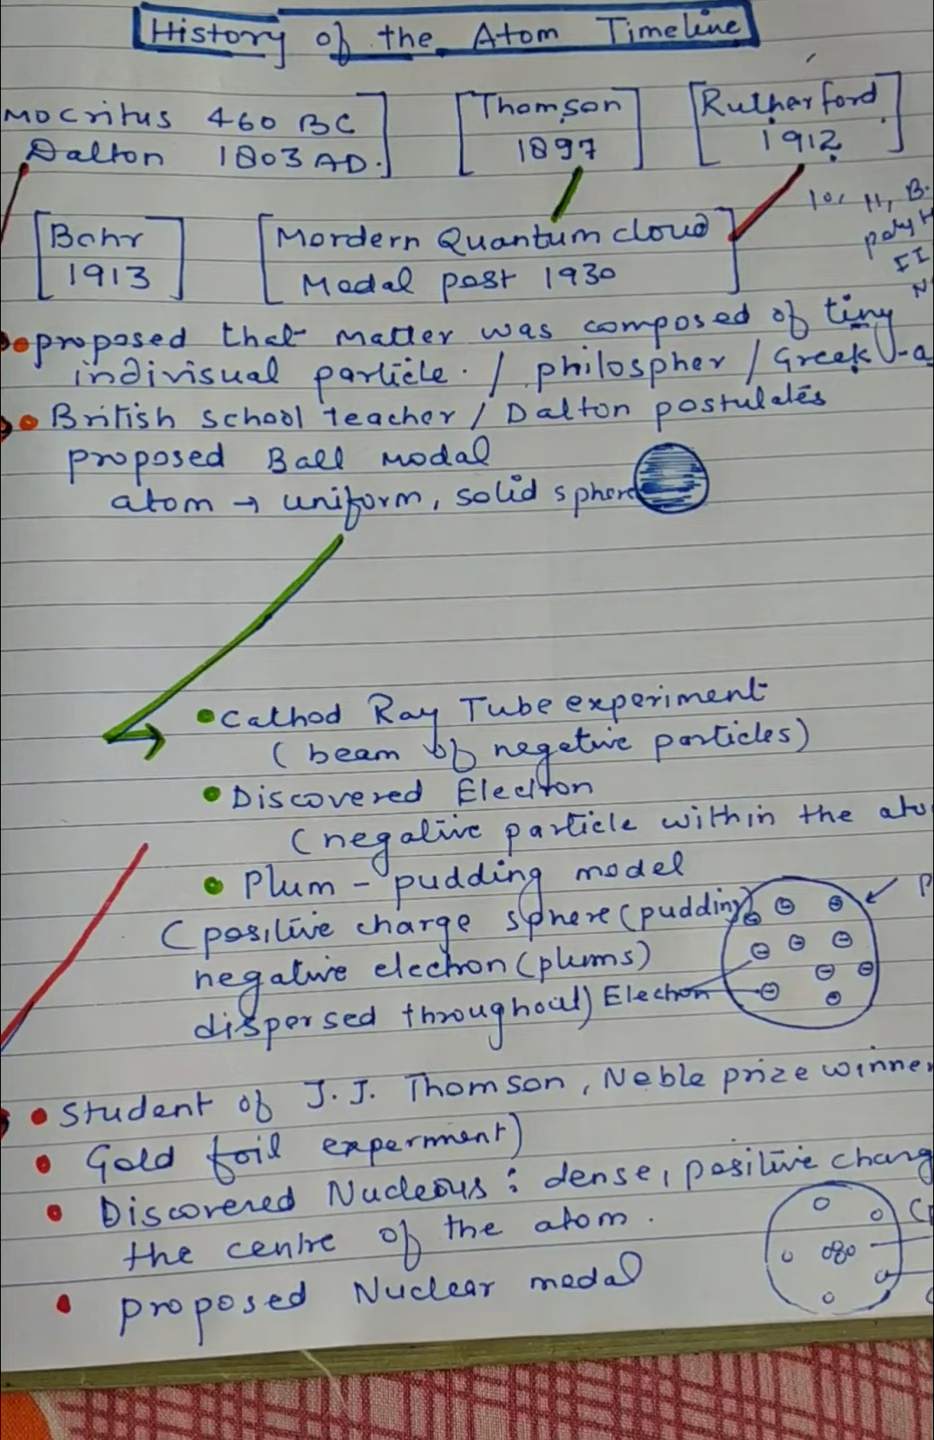 History of the Atom Timeline
mocritus 460 BC
Dalton 1803 AD.
Thomson
1897
Rutherford
1912
Bohr
1913
Mordern Quantum cloud
Modal post 1930
proposed that matter was composed of tiny
indivisual particle. / philospher / Greek
British school teacher / Dalton postulates
proposed Ball modal
atom → uniform, solid sphere
Cathod Ray Tube experiment
(beam of negative particles)
Discovered Electron
(negative particle within the ato
Plum - pudding model
(positive charge sphere (pudding)
negative electron (plums)
dispersed throughout)
Electron
Student of J.J. Thomson, Noble prize winner
Gold foil experment)
Discovered Nucleous : dense, positive charg
the centre of the atom.
proposed Nuclear modal